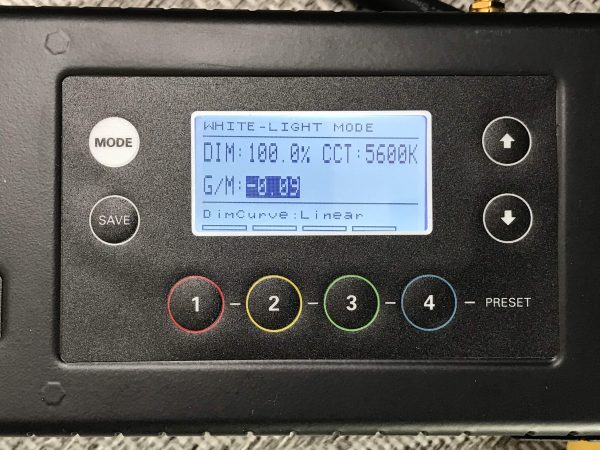 MODE
SAVE
WHITE-LIGHT MODE
DIM:100.0% CCT:5600K
G/M:-0.09
DimCurve:Linear
1 - 2 - 3 - 4 - PRESET